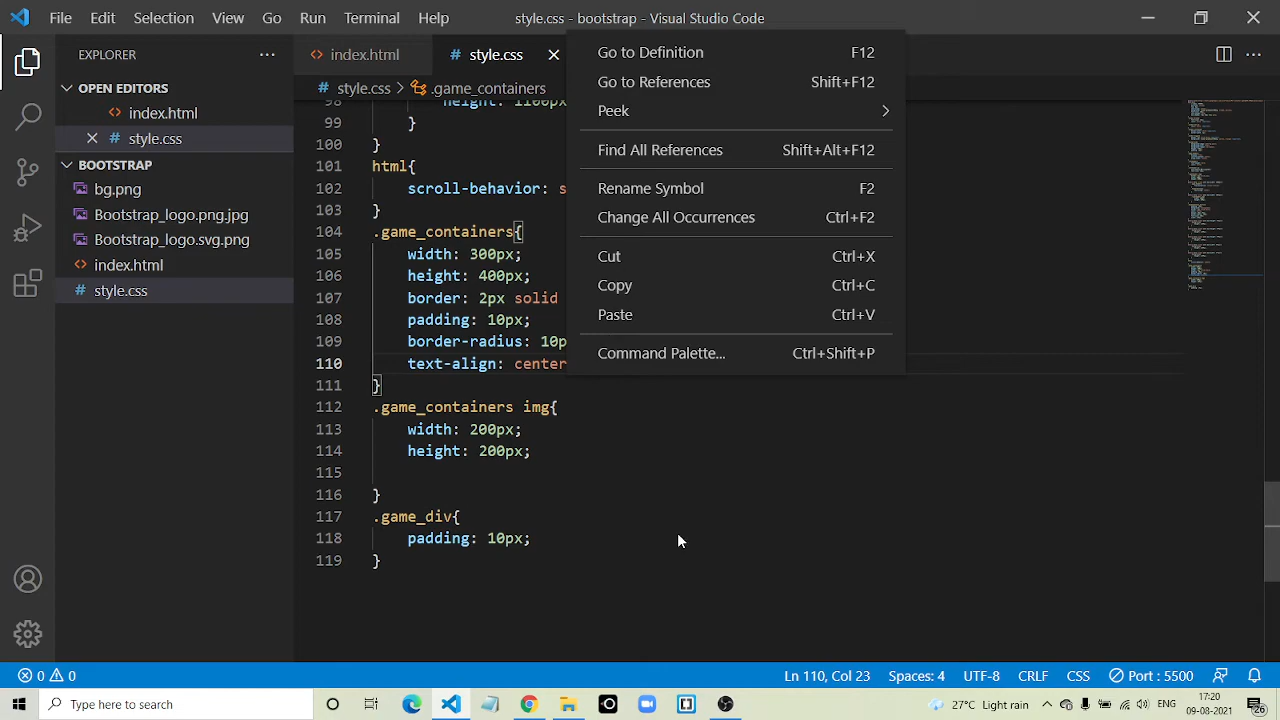 File Edit Selection View Go Run Terminal Help style.css - bootstrap - Visual Studio Code
EXPLORER
OPEN EDITORS
index.html
style.css
BOOTSTRAP
bg.png
Bootstrap_logo.png.jpg
Bootstrap_logo.svg.png
index.html
style.css
index.html style.css
style.css > .game_containers
99 }
100 }
101 html{
102 scroll-behavior: s
103 }
104 .game_containers{
105 width: 300px;
106 height: 400px;
107 border: 2px solid
108 padding: 10px;
109 border-radius: 10p
110 text-align: center
111 }
112 .game_containers img{
113 width: 200px;
114 height: 200px;
115
116 }
117 .game_div{
118 padding: 10px;
119 }
Go to Definition F12
Go to References Shift+F12
Peek
Find All References Shift+Alt+F12
Rename Symbol F2
Change All Occurrences Ctrl+F2
Cut Ctrl+X
Copy Ctrl+C
Paste Ctrl+V
Command Palette... Ctrl+Shift+P
0 0 Ln 110, Col 23 Spaces: 4 UTF-8 CRLF CSS Port : 5500
Type here to search 27°C Light rain ENG 17:20
09-08-2021